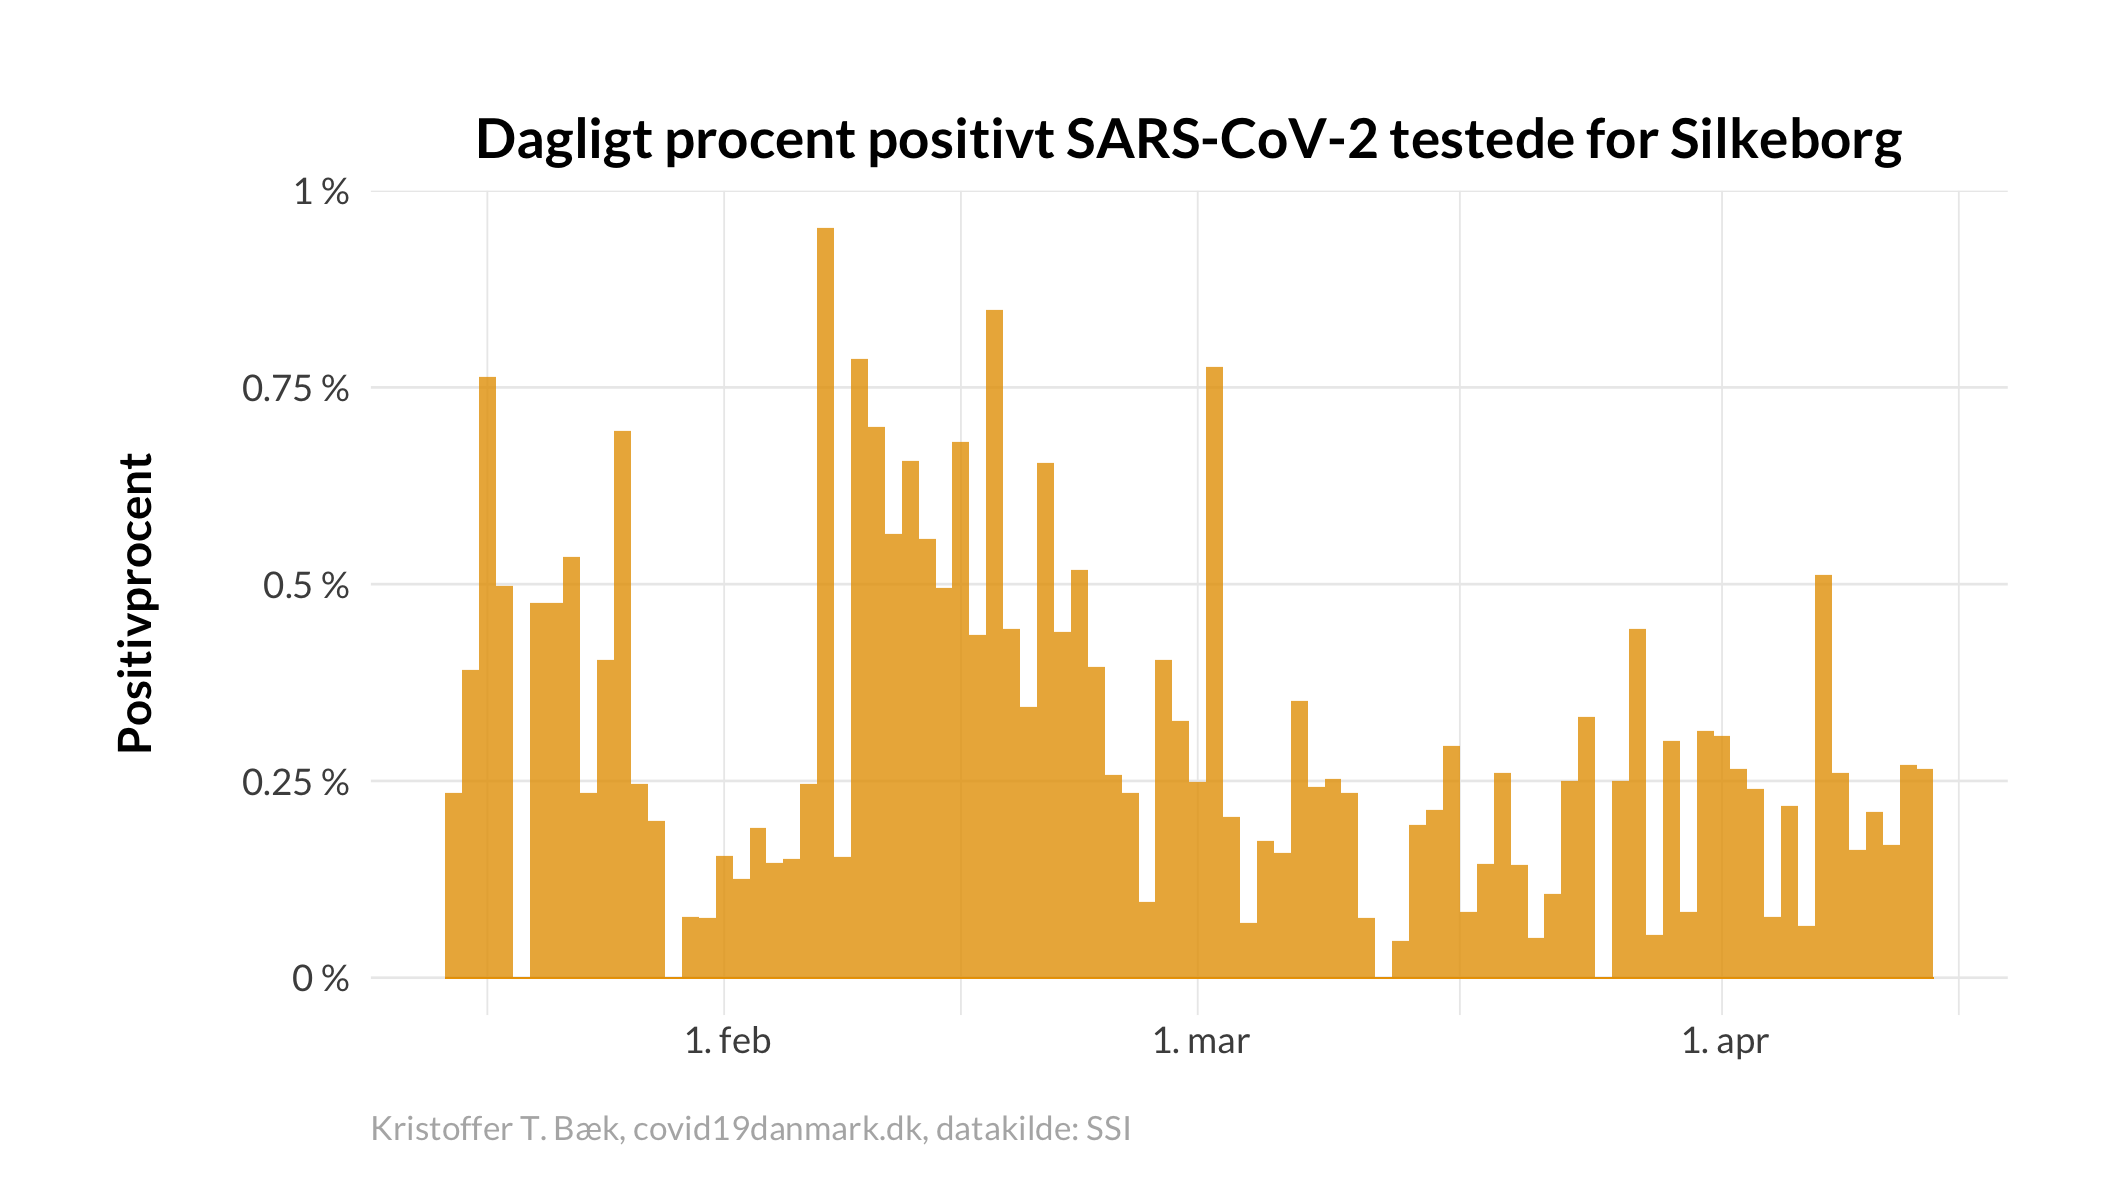 Dagligt procent positivt SARS-CoV-2 testede for Silkeborg
Positivprocent
1 %
0.75 %
0.5 %
0.25 %
0 %
1. feb
1. mar
1. apr
Kristoffer T. Bæk, covid19danmark.dk, datakilde: SSI